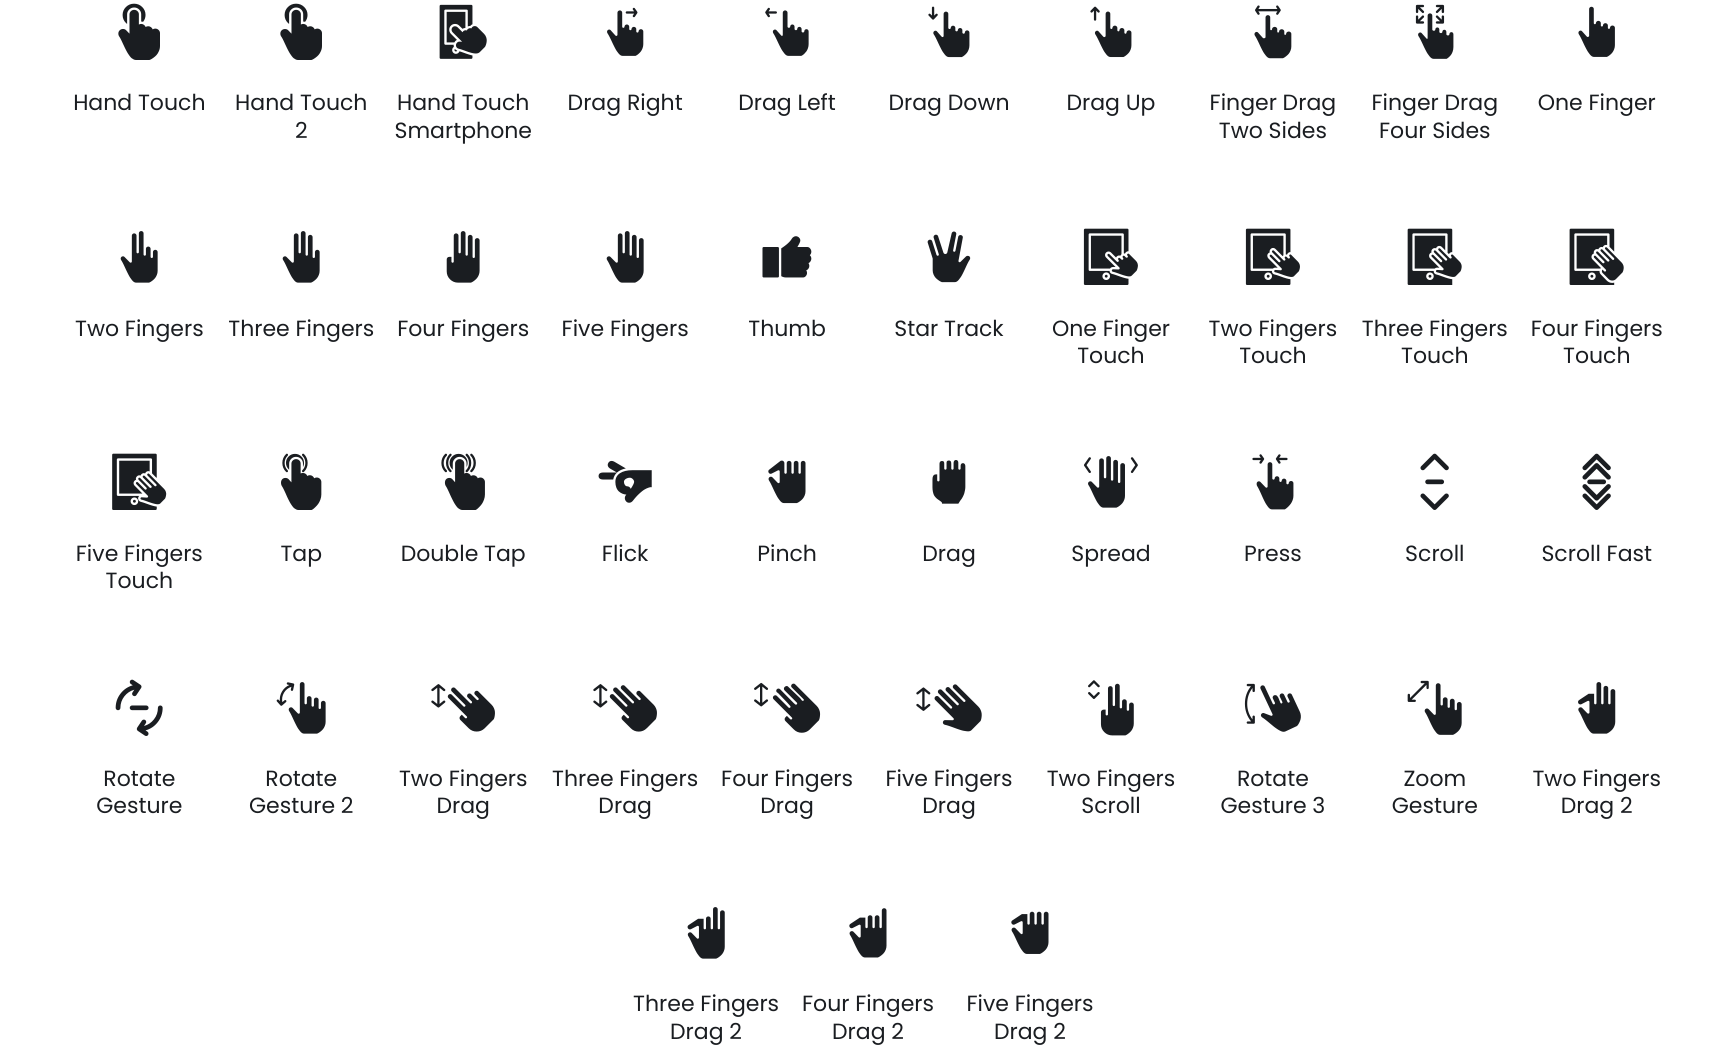 Hand Touch
Hand Touch
2
Hand Touch
Smartphone
Drag Right
Drag Left
Drag Down
Drag Up
Finger Drag
Two Sides
Finger Drag
Four Sides
One Finger
Two Fingers
Three Fingers
Four Fingers
Five Fingers
Thumb
Star Track
One Finger
Touch
Two Fingers
Touch
Three Fingers
Touch
Four Fingers
Touch
Five Fingers
Touch
Tap
Double Tap
Flick
Pinch
Drag
Spread
Press
Scroll
Scroll Fast
Rotate
Gesture
Rotate
Gesture 2
Two Fingers
Drag
Three Fingers
Drag
Four Fingers
Drag
Five Fingers
Drag
Two Fingers
Scroll
Rotate
Gesture 3
Zoom
Gesture
Two Fingers
Drag 2
Three Fingers
Drag 2
Four Fingers
Drag 2
Five Fingers
Drag 2